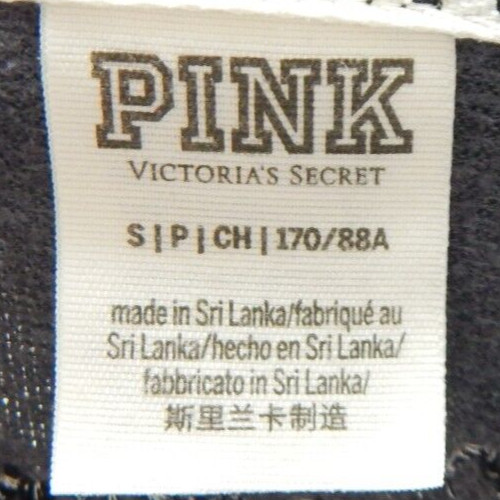 PINK
VICTORIA'S SECRET
S | P | CH | 170/88A
made in Sri Lanka/fabriqué au
Sri Lanka/hecho en Sri Lanka/
fabbricato in Sri Lanka/
斯里兰卡制造